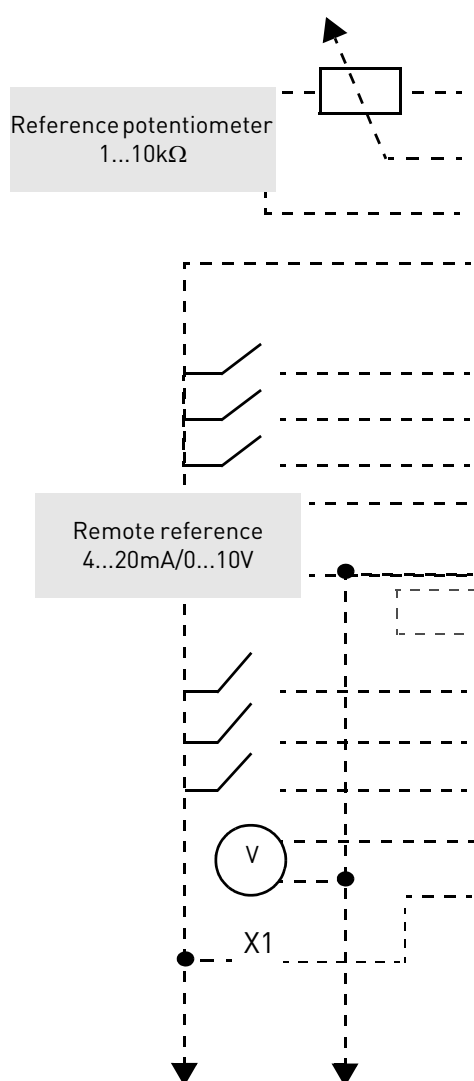 Reference potentiometer
1...10kΩ
Remote reference
4...20mA/0...10V
V
X1